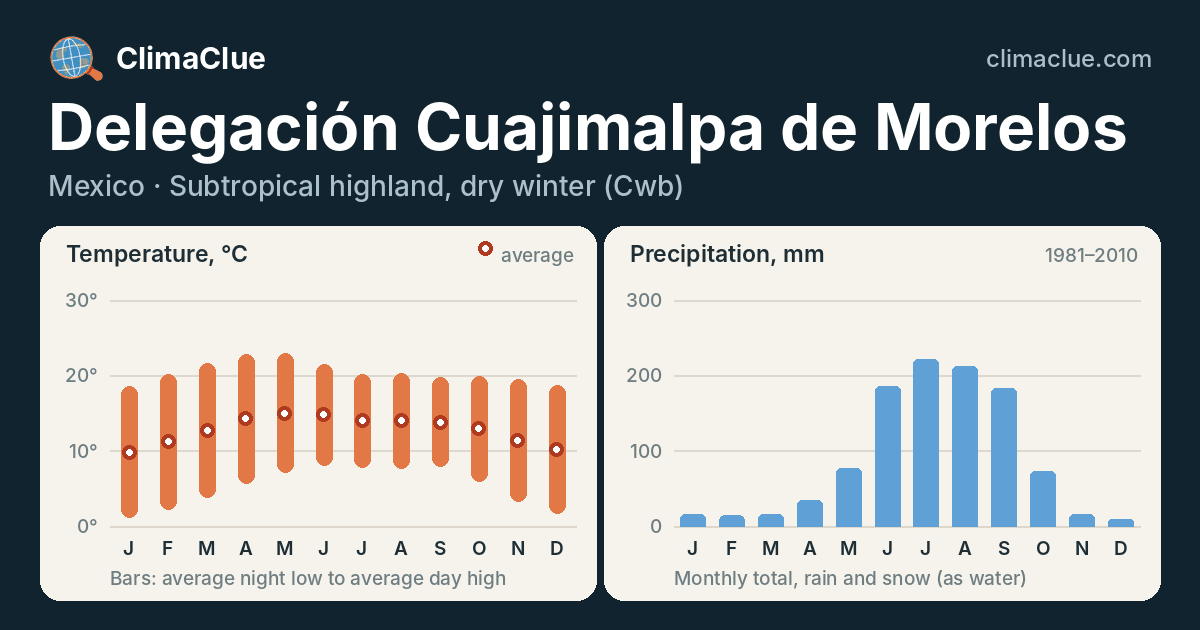 ClimaClue
climaclue.com
Delegación Cuajimalpa de Morelos
Mexico · Subtropical highland, dry winter (Cwb)
Temperature, °C
average
30°
20°
10°
0°
J F M A M J J A S O N D
Bars: average night low to average day high
Precipitation, mm
1981–2010
300
200
100
0
J F M A M J J A S O N D
Monthly total, rain and snow (as water)